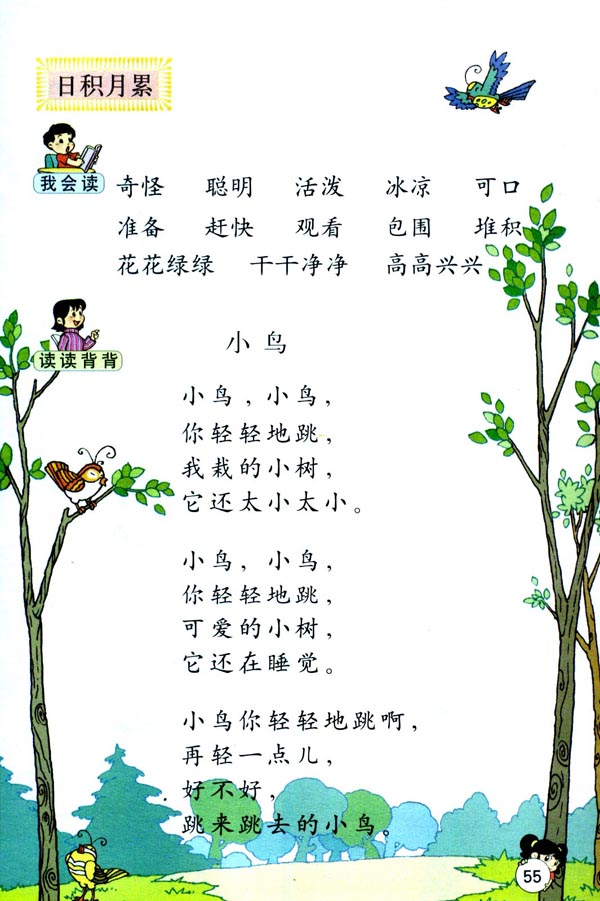 日积月累
我会读
奇怪 聪明 活泼 冰凉 可口
准备 赶快 观看 包围 堆积
花花绿绿 干干净净 高高兴兴
读读背背
小鸟
小鸟，小鸟，
你轻轻地跳，
我栽的小树，
它还太小太小。
小鸟，小鸟，
你轻轻地跳，
可爱的小树，
它还在睡觉。
小鸟你轻轻地跳啊，
再轻一点儿，
好不好，
跳来跳去的小鸟。
55